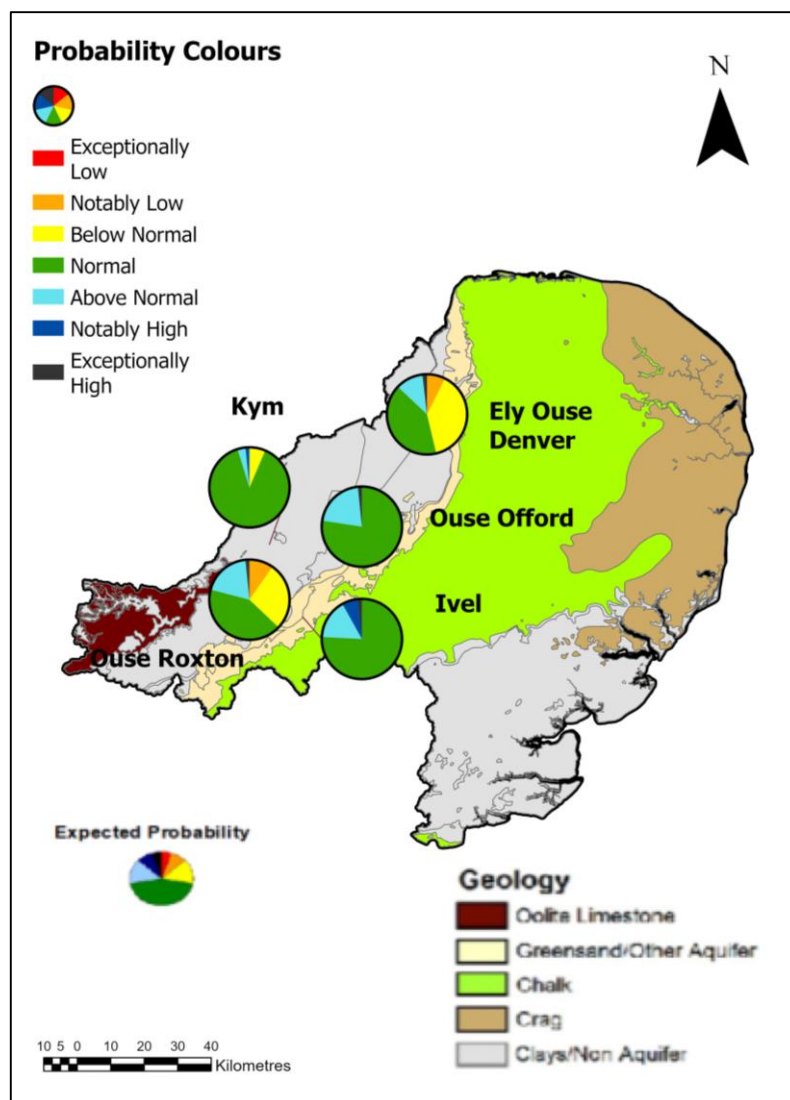 Probability Colours
N
Exceptionally
Low
Notably Low
Below Normal
Normal
Above Normal
Notably High
Exceptionally
High
Kym
Ely Ouse
Denver
Ouse Offord
Ivel
Ouse Roxton
Expected Probability
Geology
Oolite Limestone
Greensand/Other Aquifer
Chalk
Crag
Clays/Non Aquifer
10 5 0 10 20 30 40
Kilometres